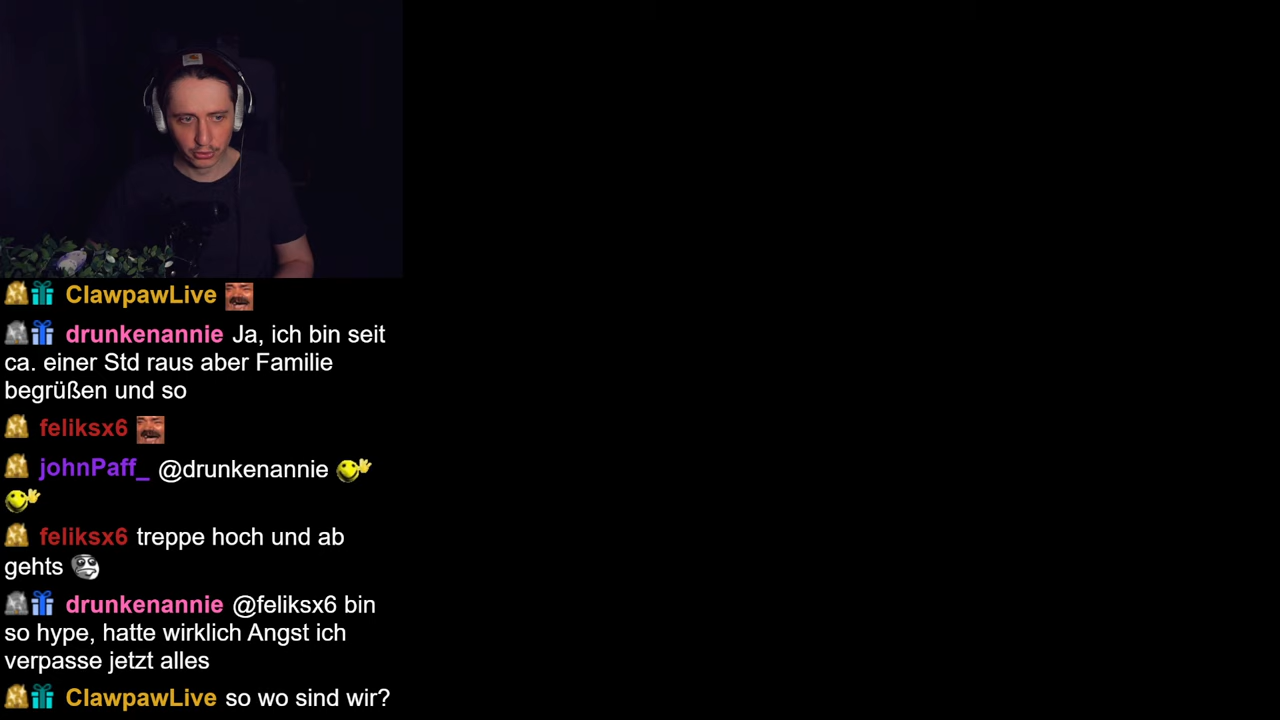 ClawpawLive
drunkenannie Ja, ich bin seit
ca. einer Std raus aber Familie
begrüßen und so
feliksx6
johnPaff_ @drunkenannie
feliksx6 treppe hoch und ab
gehts
drunkenannie @feliksx6 bin
so hype, hatte wirklich Angst ich
verpasse jetzt alles
ClawpawLive so wo sind wir?